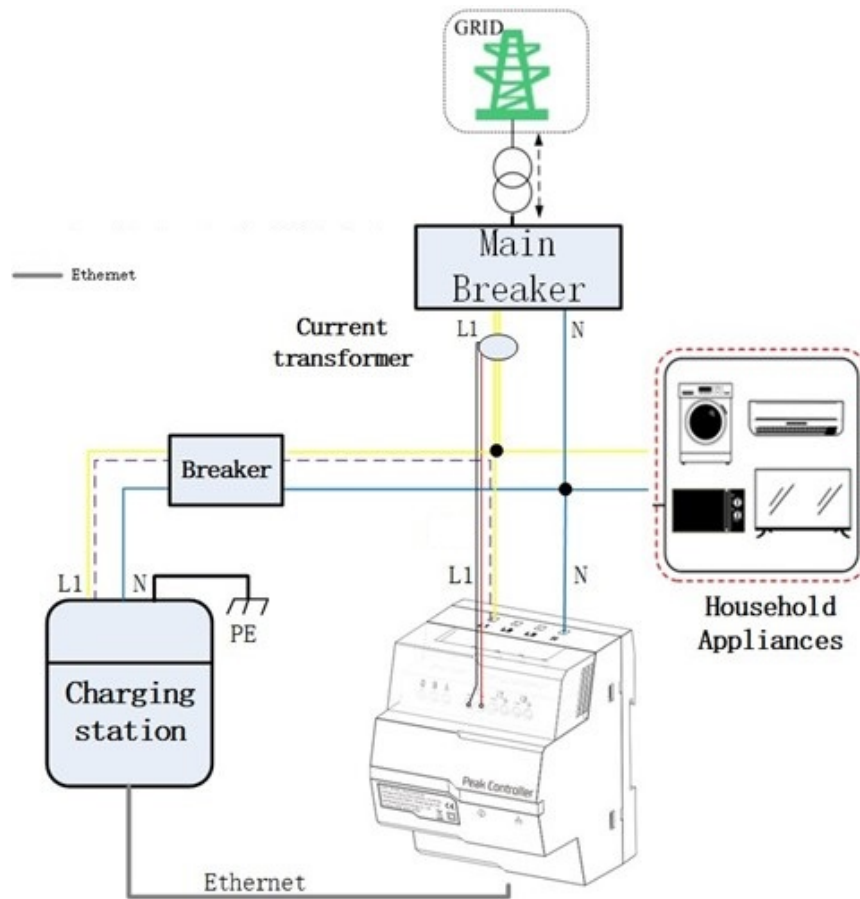 GRID
Main
Breaker
Ethernet
L1
N
Current
transformer
Breaker
L1
N
L1
N
PE
Household
Appliances
Charging
station
Peak Controller
Ethernet